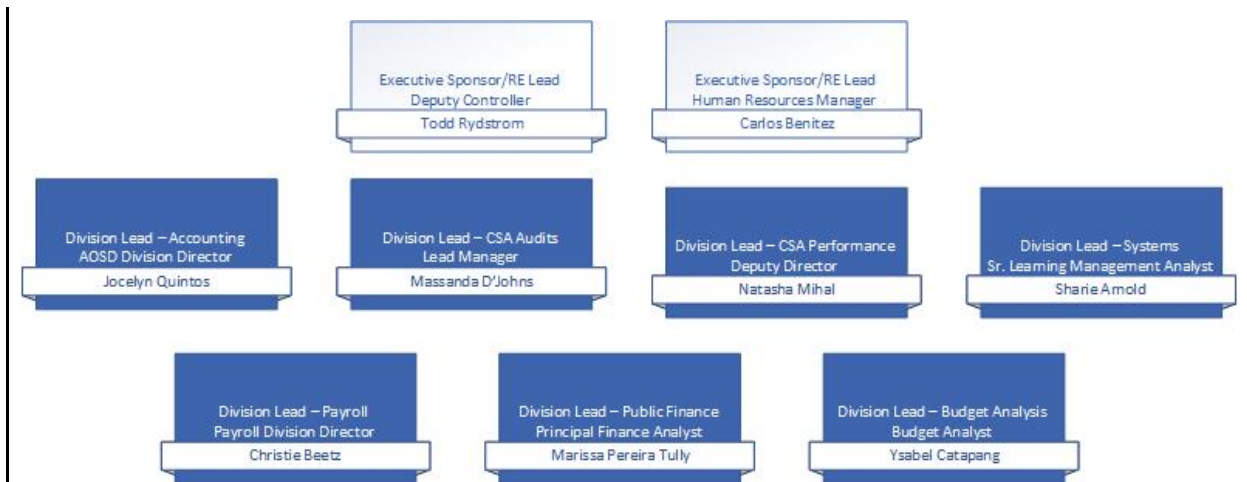 Executive Sponsor/RE Lead
Deputy Controller
Todd Rydstrom
Executive Sponsor/RE Lead
Human Resources Manager
Carlos Benitez
Division Lead – Accounting
AOSD Division Director
Jocelyn Quintos
Division Lead – CSA Audits
Lead Manager
Massanda D'Johns
Division Lead – CSA Performance
Deputy Director
Natasha Mihal
Division Lead – Systems
Sr. Learning Management Analyst
Sharie Arnold
Division Lead – Payroll
Payroll Division Director
Christie Beetz
Division Lead – Public Finance
Principal Finance Analyst
Marissa Pereira Tully
Division Lead – Budget Analysis
Budget Analyst
Ysabel Catapang